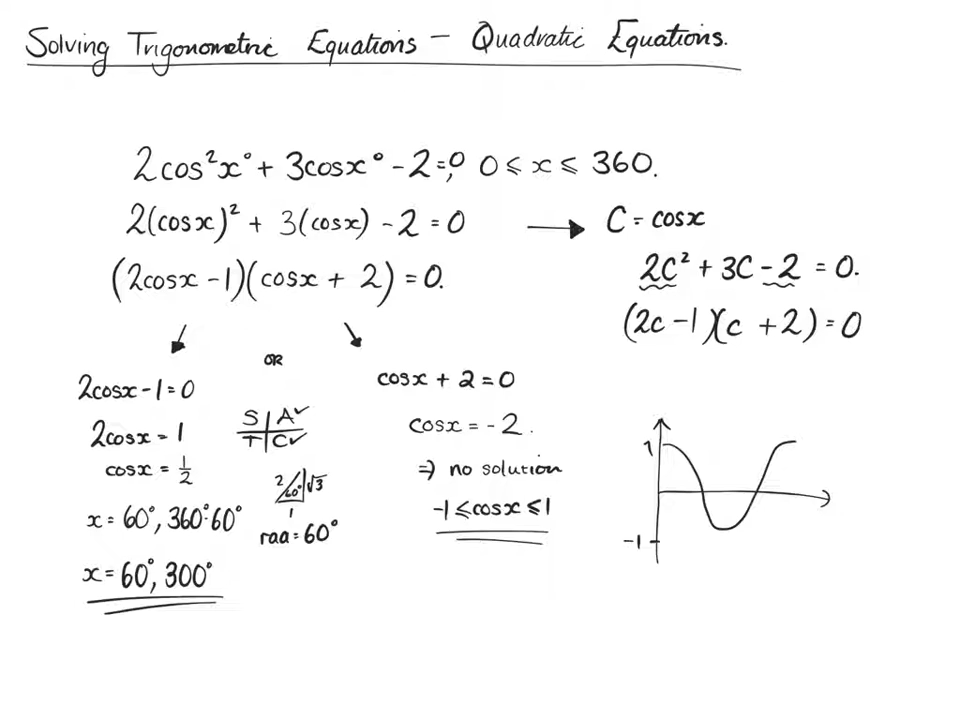 Solving Trigonometric Equations - Quadratic Equations.
2cos²x° + 3cosx° - 2 = 0, 0 ≤ x ≤ 360.
2(cosx)² + 3(cosx) - 2 = 0 → C = cosx
(2cosx - 1)(cosx + 2) = 0.
2C² + 3C - 2 = 0.
(2c - 1)(c + 2) = 0
OR
2cosx - 1 = 0
2cosx = 1
cosx = 1/2
x = 60°, 360-60°
x = 60°, 300°
S A✓
T C✓
2 60° √3
1
raa = 60°
cosx + 2 = 0
cosx = -2.
⇒ no solution
-1 ≤ cosx ≤ 1
1
-1